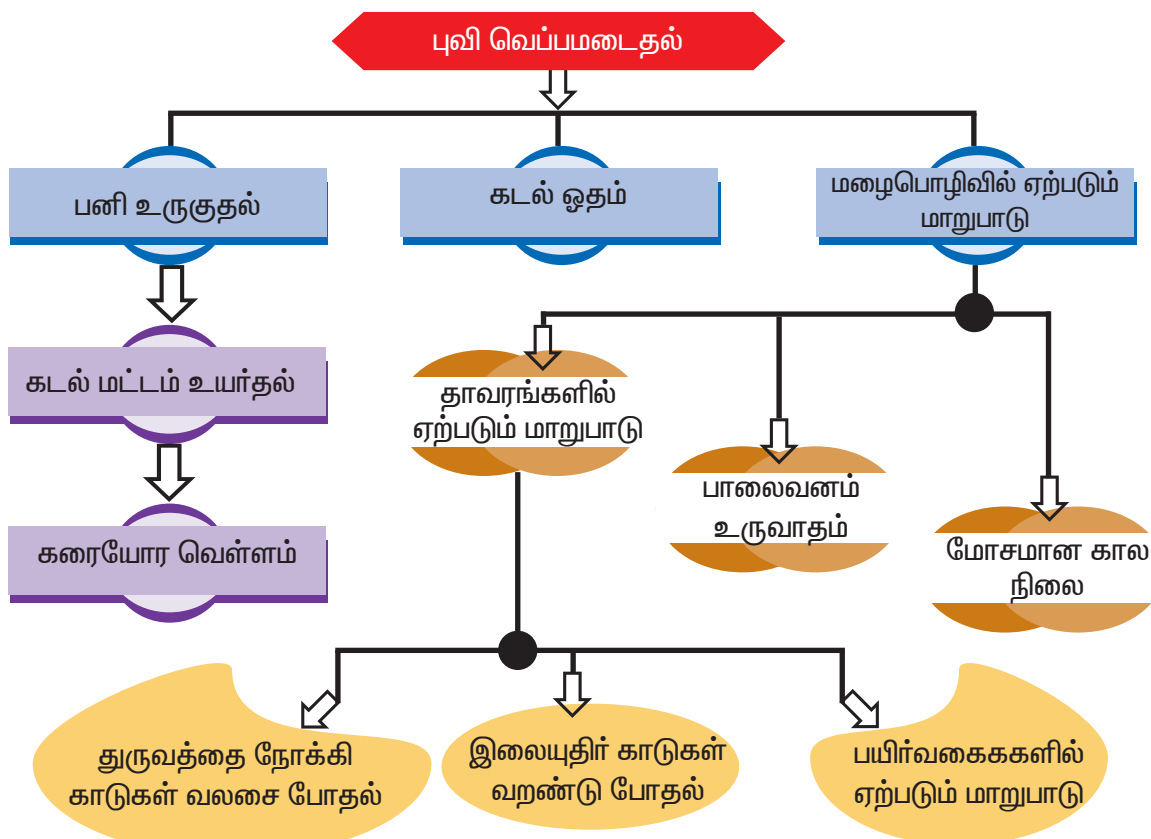 புவி வெப்பமடைதல்
பனி உருகுதல்
கடல் ஓதம்
மழைபொழிவில் ஏற்படும்
மாறுபாடு
கடல் மட்டம் உயர்தல்
கரையோர வெள்ளம்
தாவரங்களில்
ஏற்படும் மாறுபாடு
பாலைவனம்
உருவாதம்
மோசமான கால
நிலை
துருவத்தை நோக்கி
காடுகள் வலசை போதல்
இலையுதிர் காடுகள்
வறண்டு போதல்
பயிர்வகைககளில்
ஏற்படும் மாறுபாடு